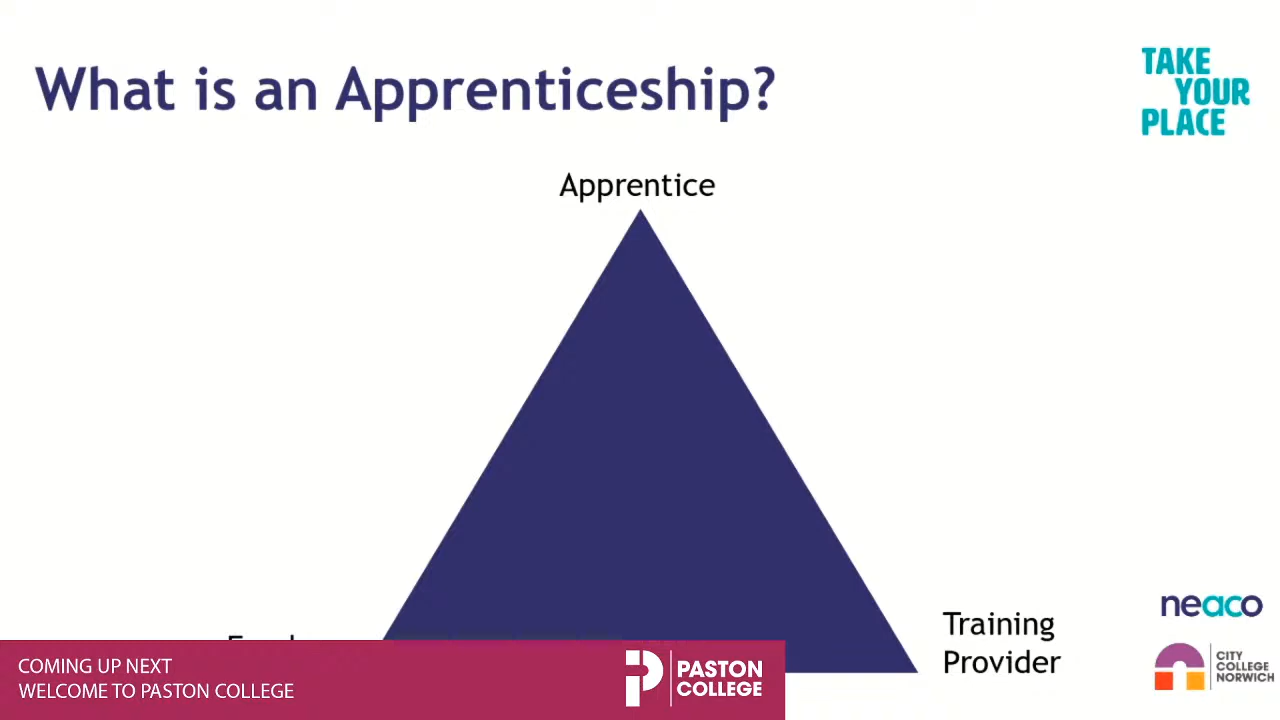 What is an Apprenticeship?
TAKE
YOUR
PLACE
Apprentice
Training
Provider
neaco
CITY
COLLEGE
NORWICH
COMING UP NEXT
WELCOME TO PASTON COLLEGE
PASTON
COLLEGE